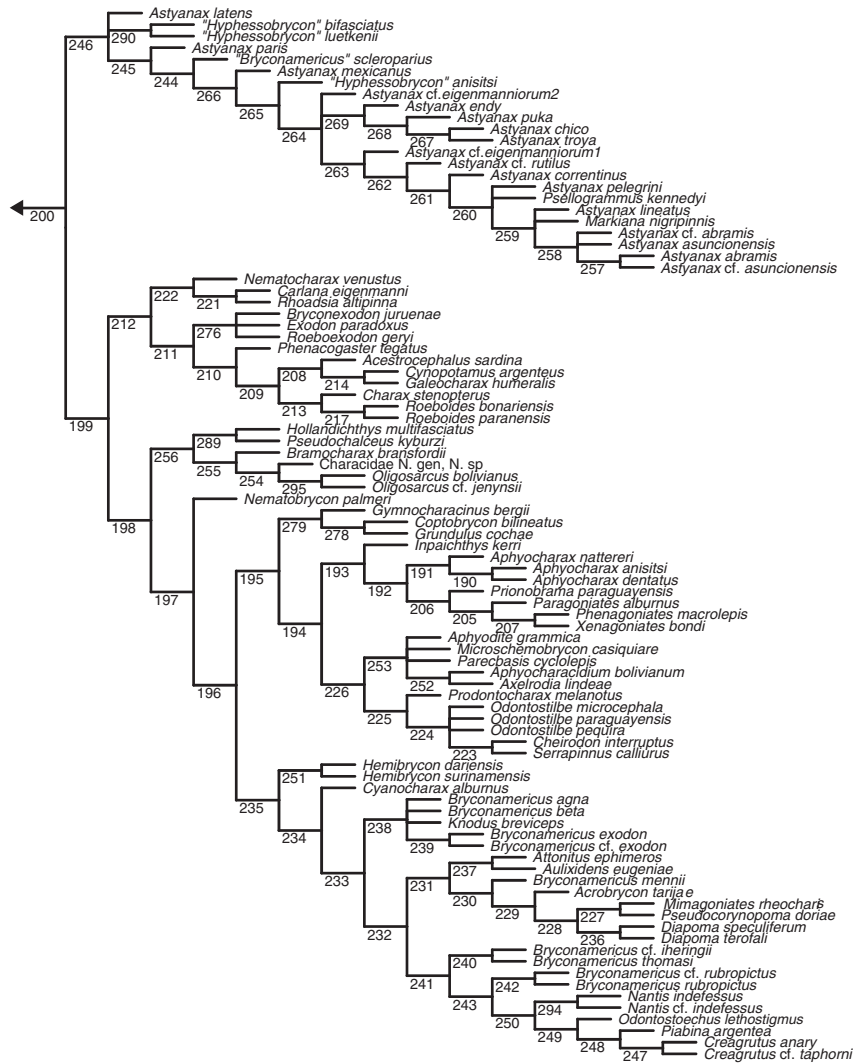 Astyanax latens
"Hyphessobrycon" bifasciatus
246
290
"Hyphessobrycon" luetkenii
Astyanax paris
245
"Bryconamericus" scleroparius
244
Astyanax mexicanus
266
"Hyphessobrycon" anisitsi
265
Astyanax cf.eigenmanniorum2
Astyanax endy
269
Astyanax puka
268
Astyanax chico
264
267
Astyanax troya
Astyanax cf.eigenmanniorum1
263
Astyanax cf. rutilus
262
Astyanax correntinus
261
Astyanax pelegrini
Psellogrammus kennedyi
260
Astyanax lineatus
200
Markiana nigripinnis
259
Astyanax cf. abramis
Astyanax asuncionensis
258
Astyanax abramis
257
Astyanax cf. asuncionensis
Nematocharax venustus
222
Carlana eigenmanni
221
Rhoadsia altipinna
Bryconexodon juruenae
212
Exodon paradoxus
276
Roeboexodon geryi
211
Phenacogaster tegatus
Acestrocephalus sardina
210
208
Cynopotamus argenteus
214
Galeocharax humeralis
209
Charax stenopterus
213
Roeboides bonariensis
217
Roeboides paranensis
199
Hollandichthys multifasciatus
289
Pseudochalceus kyburzi
256
Bramocharax bransfordii
255
Characidae N. gen, N. sp
254
Oligosarcus bolivianus
295
Oligosarcus cf. jenynsii
Nematobrycon palmeri
Gymnocharacinus bergii
279
Coptobrycon bilineatus
198
278
Grundulus cochae
Inpaichthys kerri
Aphyocharax nattereri
195
193
191
Aphyocharax anisitsi
190
Aphyocharax dentatus
192
Prionobrama paraguayensis
197
206
Paragoniates alburnus
205
Phenagoniates macrolepis
194
207
Xenagoniates bondi
Aphyodite grammica
Microschemobrycon casiquiare
253
Parecbasis cyclolepis
Aphyocharacidium bolivianum
196
226
252
Axelrodia lindeae
Prodontocharax melanotus
225
Odontostilbe microcephala
Odontostilbe paraguayensis
224
Odontostilbe pequira
Cheirodon interruptus
223
Serrapinnus calliurus
Hemibrycon dariensis
251
Hemibrycon surinamensis
Cyanocharax alburnus
235
Bryconamericus agna
Bryconamericus beta
238
Knodus breviceps
234
Bryconamericus exodon
239
Bryconamericus cf. exodon
Attonitus ephimeros
237
Aulixidens eugeniae
233
231
Bryconamericus mennii
230
Acrobrycon tarijae
229
Mimagoniates rheocharis
227
Pseudocorynopoma doriae
228
Diapoma speculiferum
232
236
Diapoma terofali
Bryconamericus cf. iheringii
240
Bryconamericus thomasi
Bryconamericus cf. rubropictus
241
242
Bryconamericus rubropictus
243
Nantis indefessus
294
Nantis cf. indefessus
250
Odontostoechus lethostigmus
249
Piabina argentea
248
Creagrutus anary
247
Creagrutus cf. taphorni